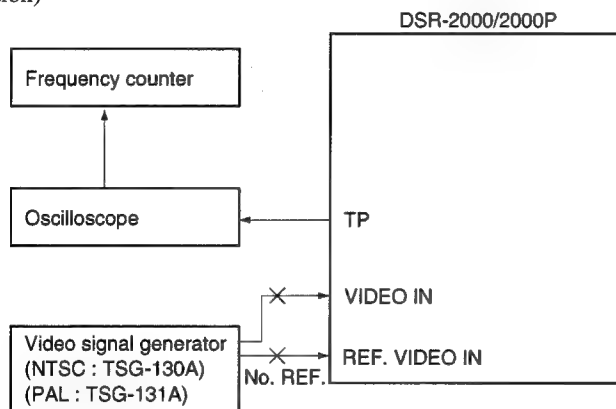 DSR-2000/2000P
Frequency counter
Oscilloscope
TP
VIDEO IN
Video signal generator
(NTSC : TSG-130A)
(PAL : TSG-131A)
No. REF.
REF. VIDEO IN